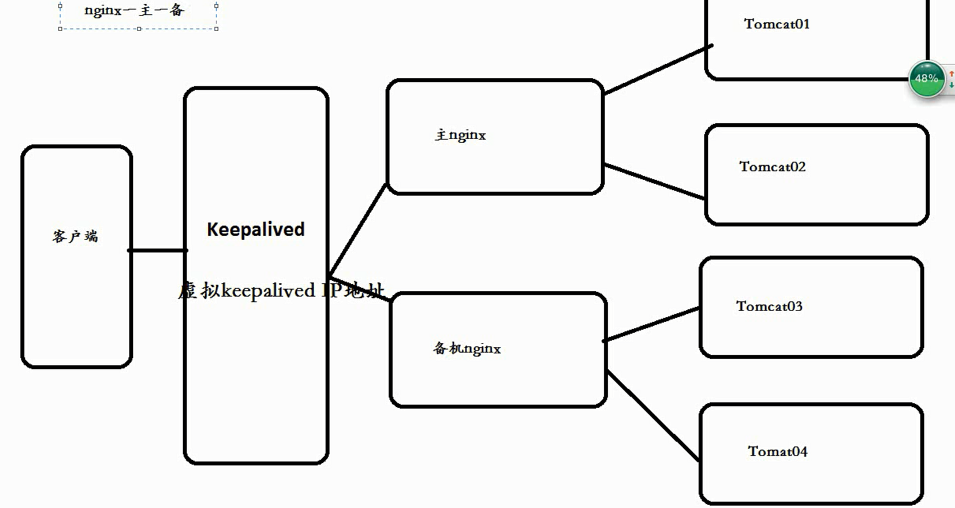 nginx一主一备
Tomcat01
48%
主nginx
Tomcat02
客户端
Keepalived
虚拟keepalived IP地址
Tomcat03
备机nginx
Tomat04